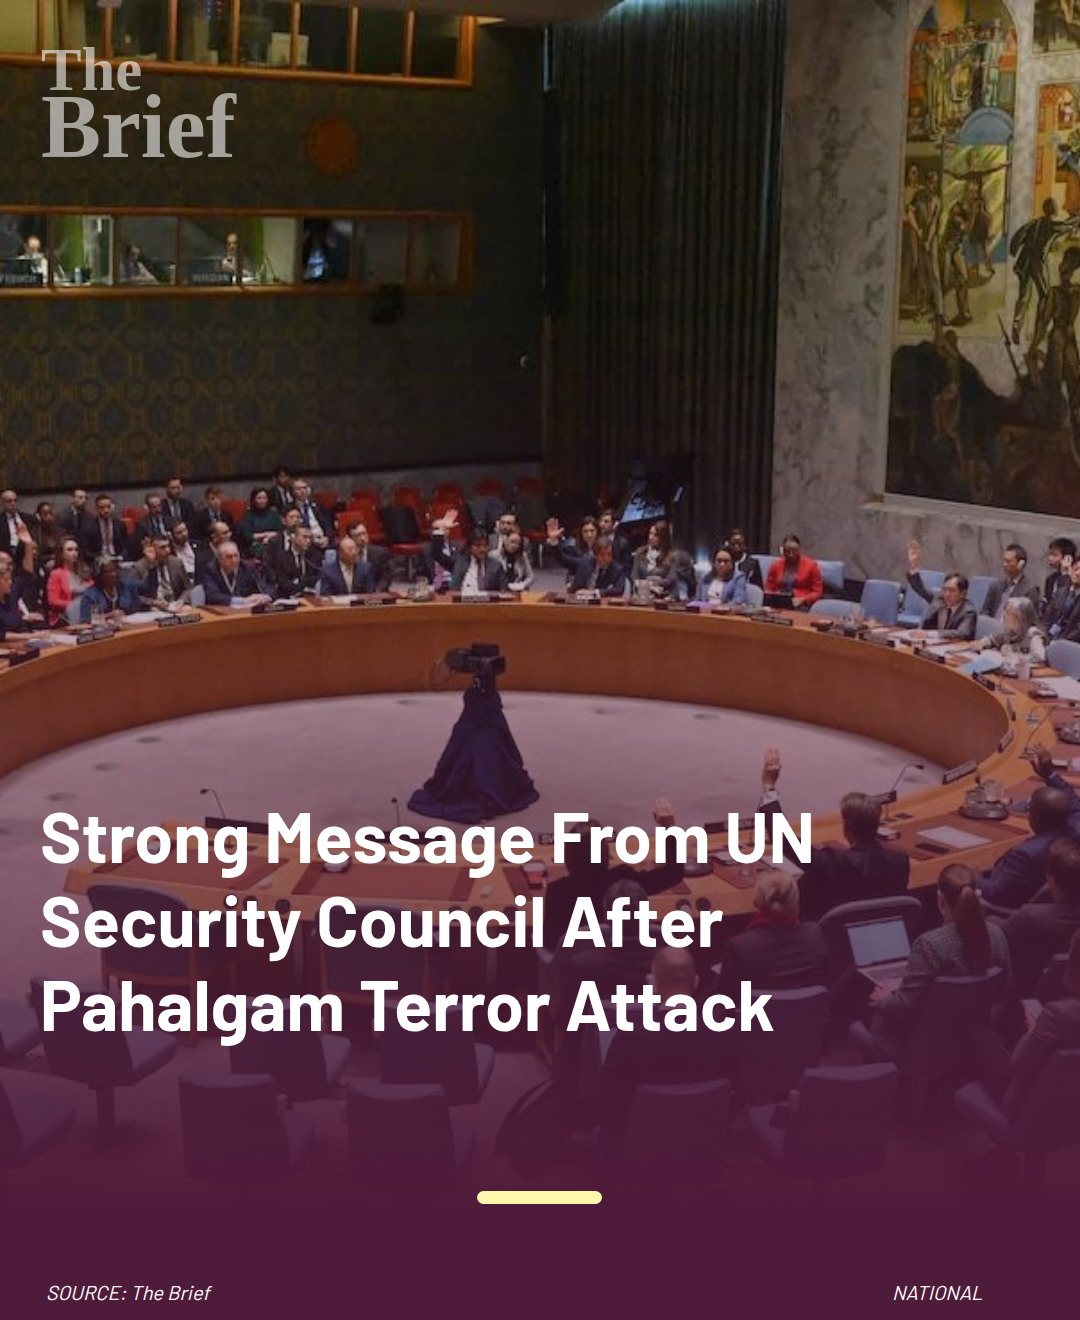 The
Brief
Strong Message From UN
Security Council After
Pahalgam Terror Attack
SOURCE: The Brief
NATIONAL